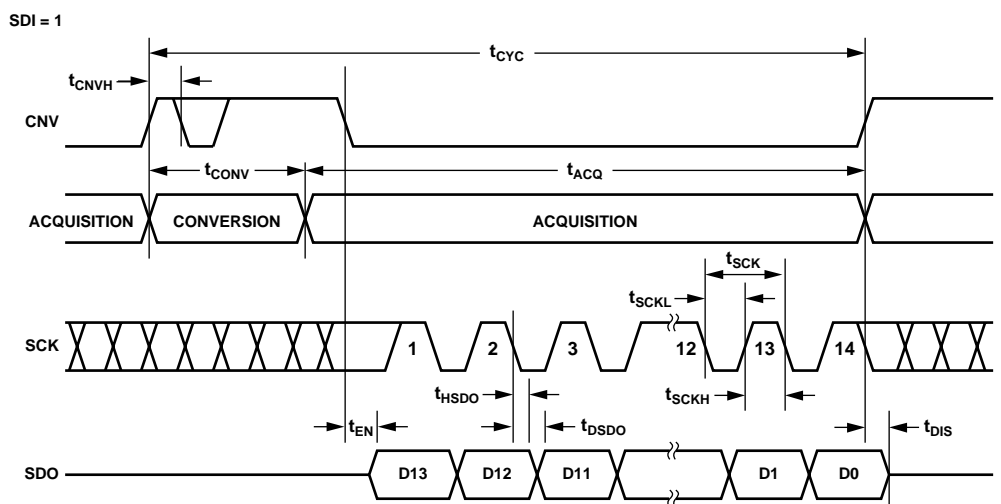 SDI = 1
tCYC
tCNVH
CNV
tCONV
tACQ
ACQUISITION
CONVERSION
ACQUISITION
tSCK
tSCKL
SCK
1
2
3
12
13
14
tHSDO
tSCKH
tEN
tDSDO
tDIS
SDO
D13
D12
D11
D1
D0